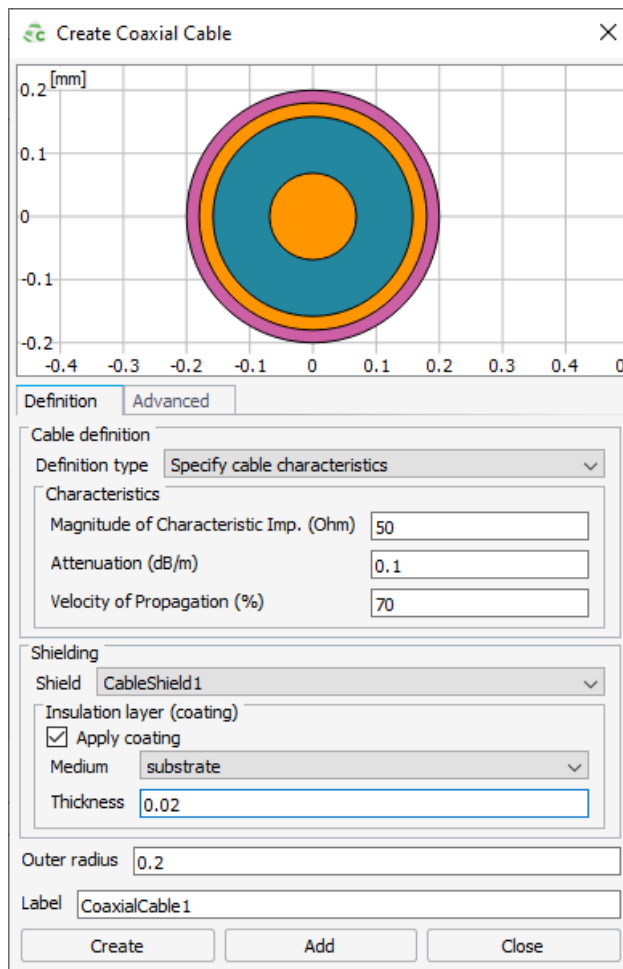 Create Coaxial Cable
[mm]
0.2
0.1
0
-0.1
-0.2
-0.4 -0.3 -0.2 -0.1 0 0.1 0.2 0.3 0.4
Definition Advanced
Cable definition
Definition type Specify cable characteristics
Characteristics
Magnitude of Characteristic Imp. (Ohm) 50
Attenuation (dB/m) 0.1
Velocity of Propagation (%) 70
Shielding
Shield CableShield1
Insulation layer (coating)
Apply coating
Medium substrate
Thickness 0.02
Outer radius 0.2
Label CoaxialCable1
Create Add Close